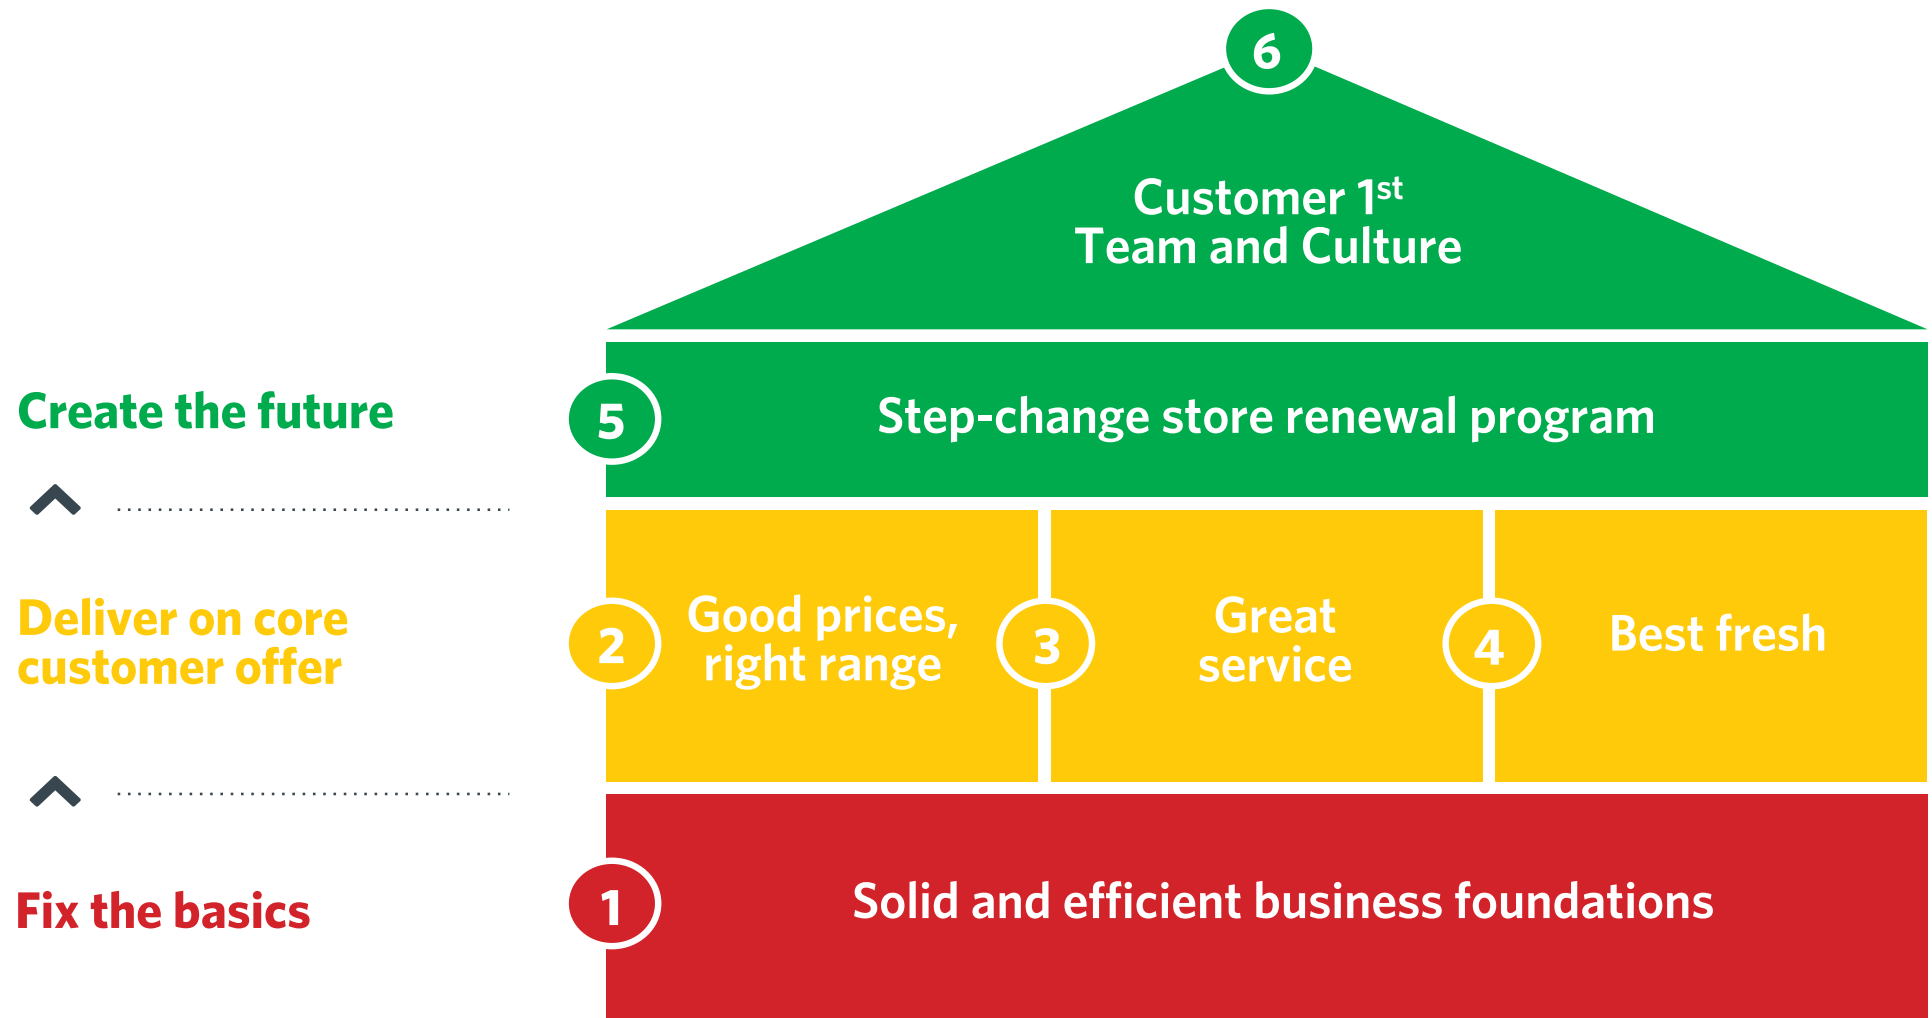 6
Customer 1st
Team and Culture
Create the future
5
Step-change store renewal program
Deliver on core
customer offer
2
Good prices,
right range
3
Great
service
4
Best fresh
Fix the basics
1
Solid and efficient business foundations